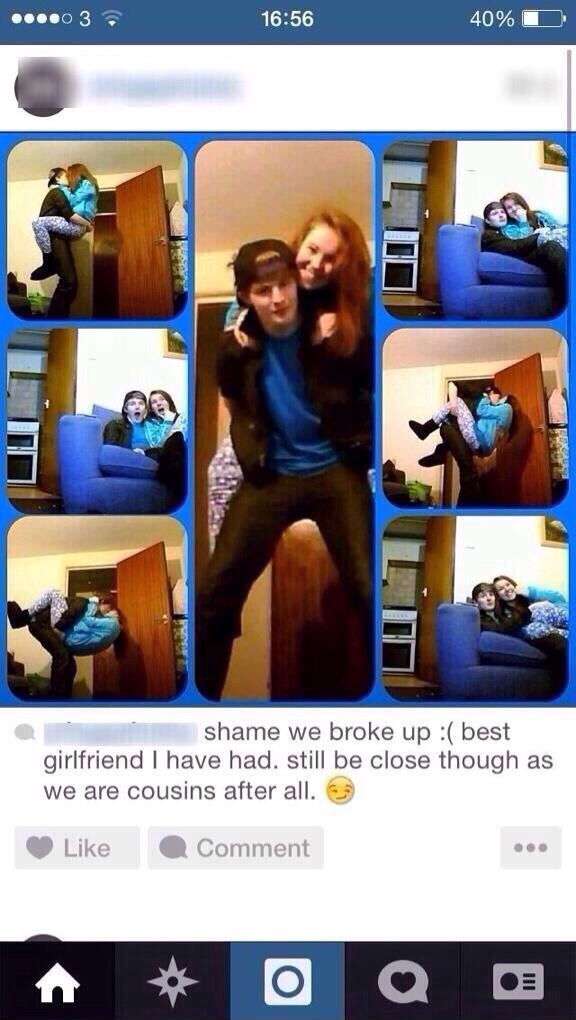 3 16:56 40%
shame we broke up :( best
girlfriend I have had. still be close though as
we are cousins after all. 😏
Like Comment